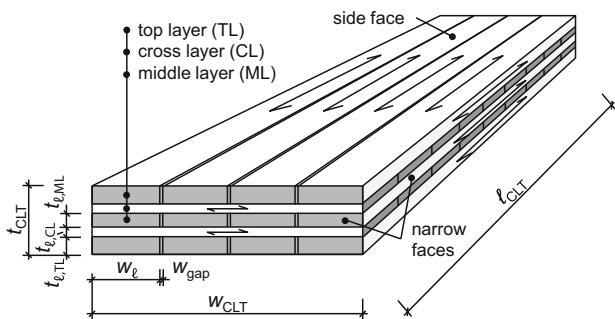 top layer (TL)
cross layer (CL)
middle layer (ML)
side face
t_CLT
t_ℓ,ML
t_ℓ,CL
t_ℓ,TL
w_ℓ
w_gap
w_CLT
narrow
faces
ℓ_CLT